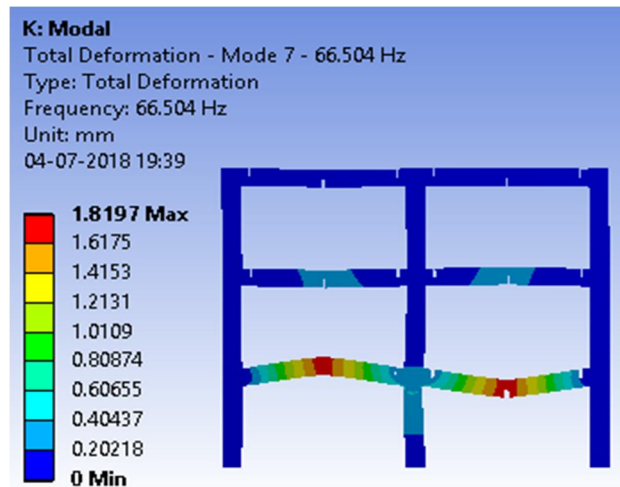 K: Modal
Total Deformation - Mode 7 - 66.504 Hz
Type: Total Deformation
Frequency: 66.504 Hz
Unit: mm
04-07-2018 19:39
1.8197 Max
1.6175
1.4153
1.2131
1.0109
0.80874
0.60655
0.40437
0.20218
0 Min